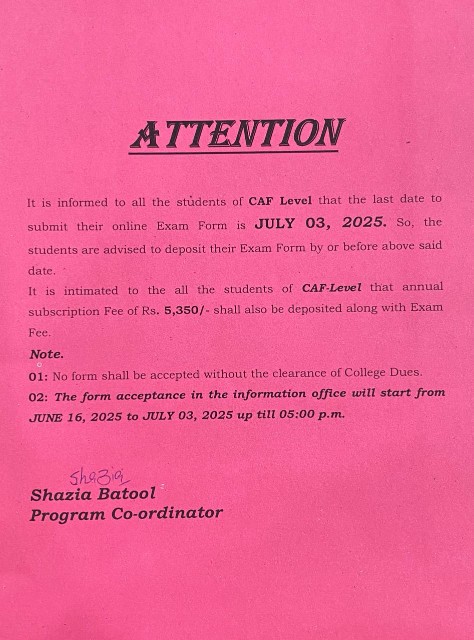 ATTENTION
It is informed to all the students of CAF Level that the last date to
submit their online Exam Form is JULY 03, 2025. So, the
students are advised to deposit their Exam Form by or before above said
date.
It is intimated to the all the students of CAF-Level that annual
subscription Fee of Rs. 5,350/- shall also be deposited along with Exam
Fee.
Note.
01: No form shall be accepted without the clearance of College Dues.
02: The form acceptance in the information office will start from
JUNE 16, 2025 to JULY 03, 2025 up till 05:00 p.m.
Shazia
Shazia Batool
Program Co-ordinator